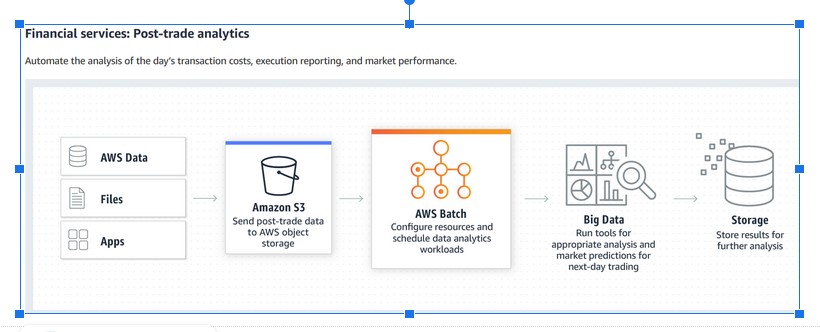 Financial services: Post-trade analytics
Automate the analysis of the day's transaction costs, execution reporting, and market performance.
AWS Data
Files
Apps
Amazon S3
Send post-trade data
to AWS object
storage
AWS Batch
Configure resources and
schedule data analytics
workloads
Big Data
Run tools for
appropriate analysis and
market predictions for
next-day trading
Storage
Store results for
further analysis